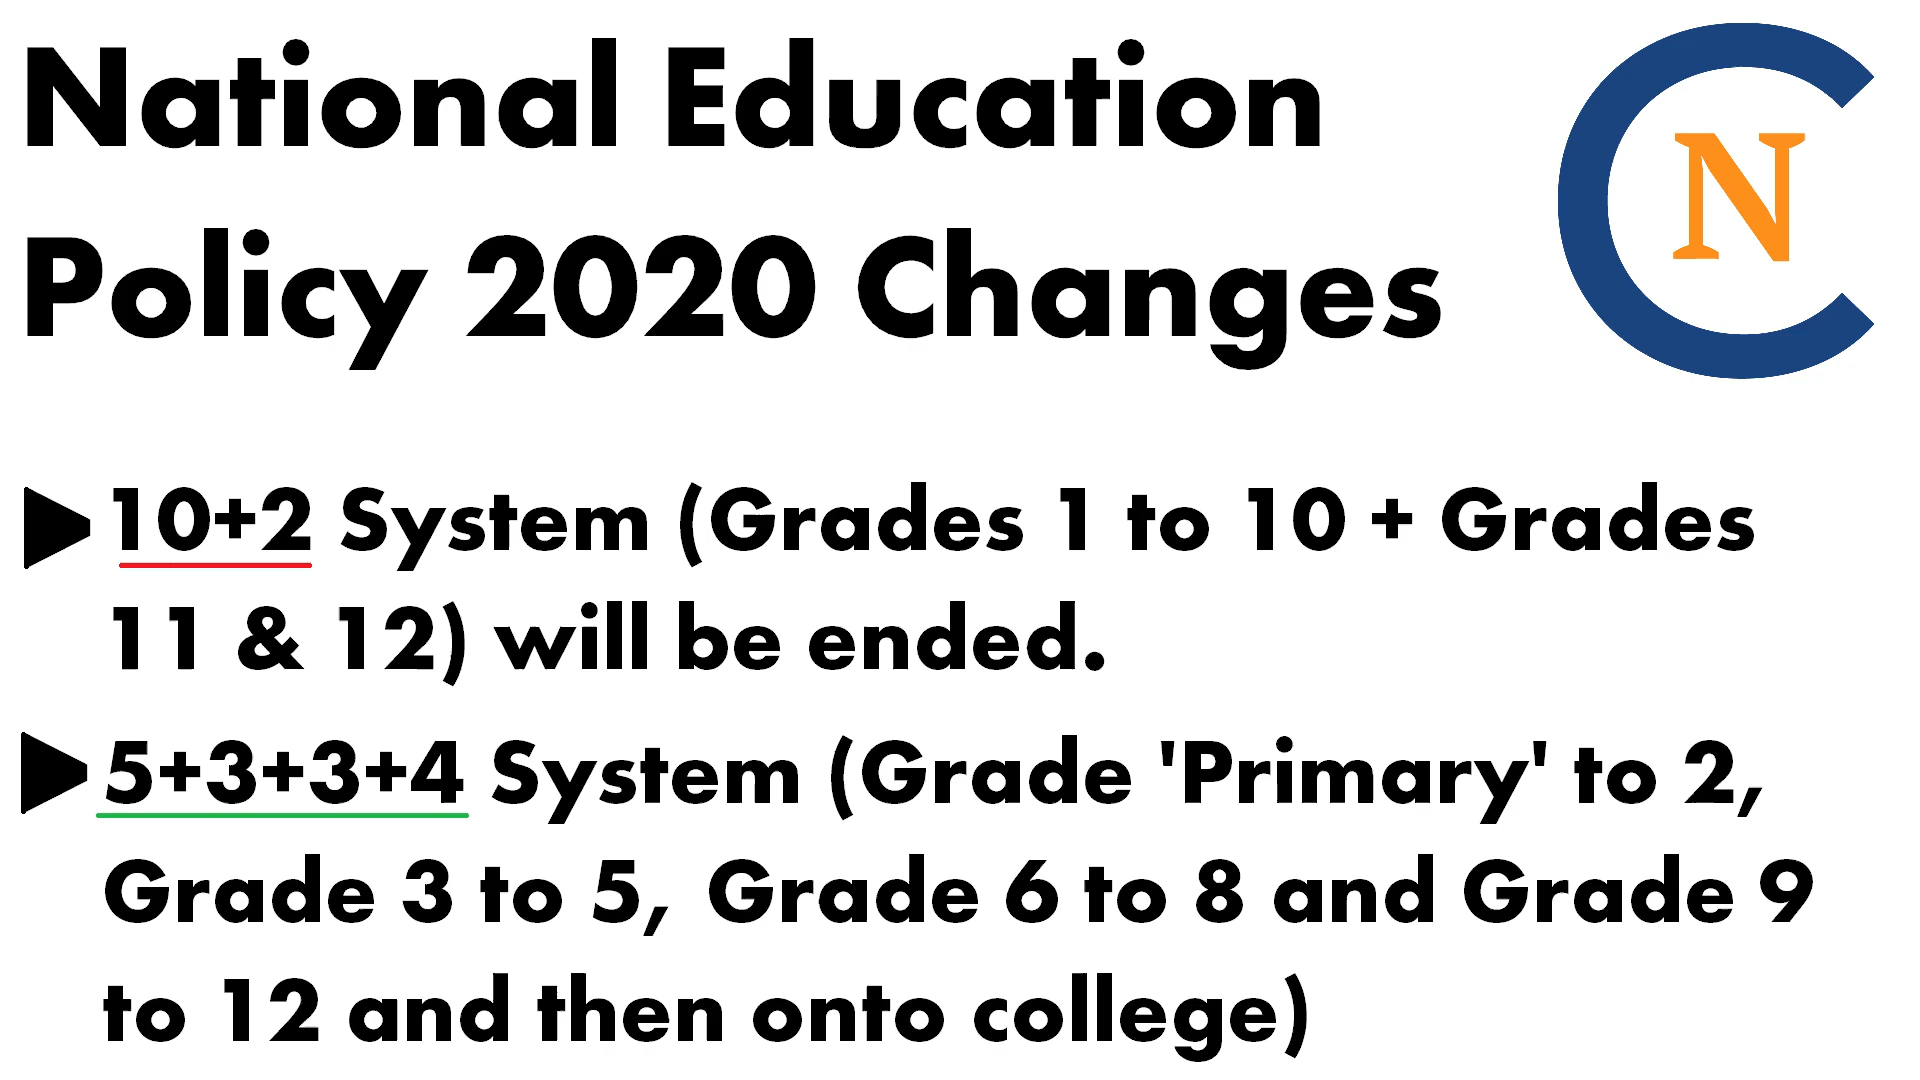 National Education
Policy 2020 Changes
CN
10+2 System (Grades 1 to 10 + Grades
11 & 12) will be ended.
5+3+3+4 System (Grade 'Primary' to 2,
Grade 3 to 5, Grade 6 to 8 and Grade 9
to 12 and then onto college)